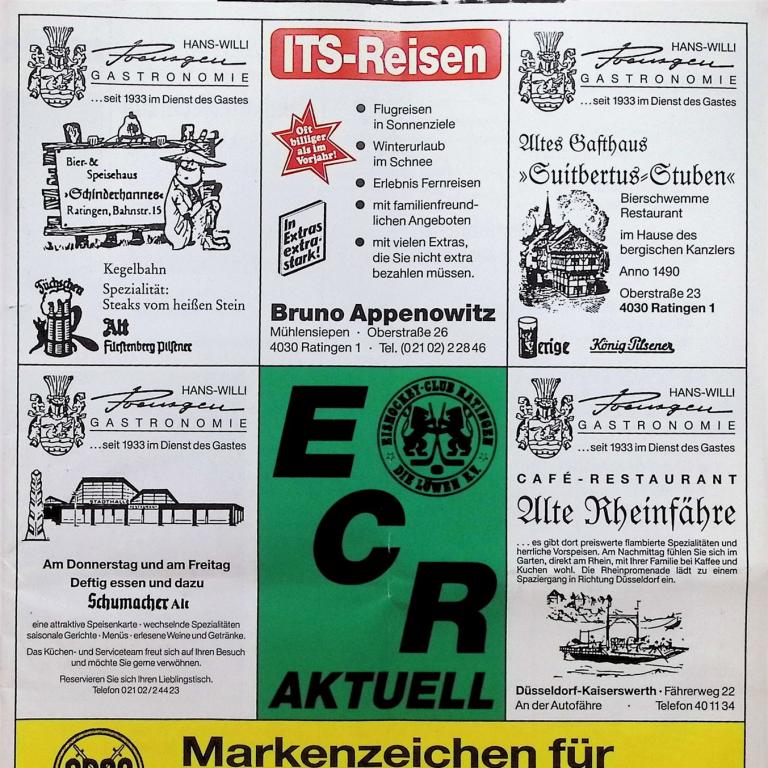 HANS-WILLI
Poensgen
GASTRONOMIE
...seit 1933 im Dienst des Gastes
Bier- &
Speisehaus
›Schinderhannes‹
Ratingen, Bahnstr. 15
Kegelbahn
Spezialität:
Steaks vom heißen Stein
Füchschen
Alt
Fürstenberg Pilsener
ITS-Reisen
Oft
billiger
als im
Vorjahr!
Flugreisen
in Sonnenziele
Winterurlaub
im Schnee
Erlebnis Fernreisen
mit familienfreund-
lichen Angeboten
mit vielen Extras,
die Sie nicht extra
bezahlen müssen.
In
Extras
extra-
stark!
Bruno Appenowitz
Mühlensiepen · Oberstraße 26
4030 Ratingen 1 · Tel. (0 21 02) 2 28 46
HANS-WILLI
Poensgen
GASTRONOMIE
...seit 1933 im Dienst des Gastes
Altes Gasthaus
»Suitbertus-Stuben«
Bierschwemme
Restaurant
im Hause des
bergischen Kanzlers
Anno 1490
Oberstraße 23
4030 Ratingen 1
Uerige
König Pilsener
HANS-WILLI
Poensgen
GASTRONOMIE
...seit 1933 im Dienst des Gastes
STADTHALLE
RESTAURANT
Am Donnerstag und am Freitag
Deftig essen und dazu
Schumacher Alt
eine attraktive Speisenkarte · wechselnde Spezialitäten
saisonale Gerichte · Menüs · erlesene Weine und Getränke.
Das Küchen- und Serviceteam freut sich auf Ihren Besuch
und möchte Sie gerne verwöhnen.
Reservieren Sie sich Ihren Lieblingstisch.
Telefon 0 21 02 / 2 44 23
EISHOCKEY-CLUB RATINGEN
DIE LÖWEN E.V.
E
C
R
AKTUELL
HANS-WILLI
Poensgen
GASTRONOMIE
...seit 1933 im Dienst des Gastes
CAFÉ-RESTAURANT
Alte Rheinfähre
... es gibt dort preiswerte flambierte Spezialitäten und
herrliche Vorspeisen. Am Nachmittag fühlen Sie sich im
Garten, direkt am Rhein, mit Ihrer Familie bei Kaffee und
Kuchen wohl. Die Rheinpromenade lädt zu einem
Spaziergang in Richtung Düsseldorf ein.
Düsseldorf-Kaiserswerth · Fährerweg 22
An der Autofähre · Telefon 40 11 34
Markenzeichen für